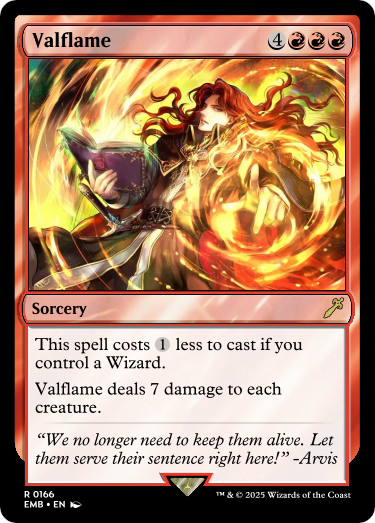 Valflame 4
Sorcery
This spell costs 1 less to cast if you
control a Wizard.
Valflame deals 7 damage to each
creature.
“We no longer need to keep them alive. Let
them serve their sentence right here!” -Arvis
R 0166
EMB • EN
™ & © 2025 Wizards of the Coast